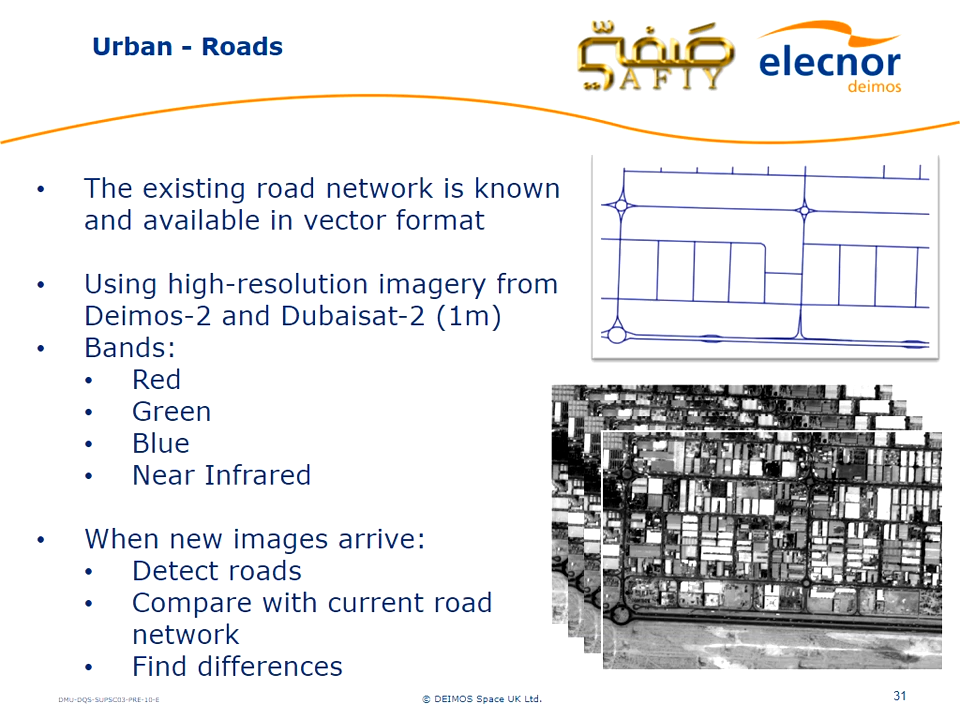 Urban - Roads
صَفيّ
SAFIY
elecnor
deimos
• The existing road network is known
and available in vector format
• Using high-resolution imagery from
Deimos-2 and Dubaisat-2 (1m)
• Bands:
• Red
• Green
• Blue
• Near Infrared
• When new images arrive:
• Detect roads
• Compare with current road
network
• Find differences
DMU-DQS-SUPSC03-PRE-10-E
© DEIMOS Space UK Ltd.
31